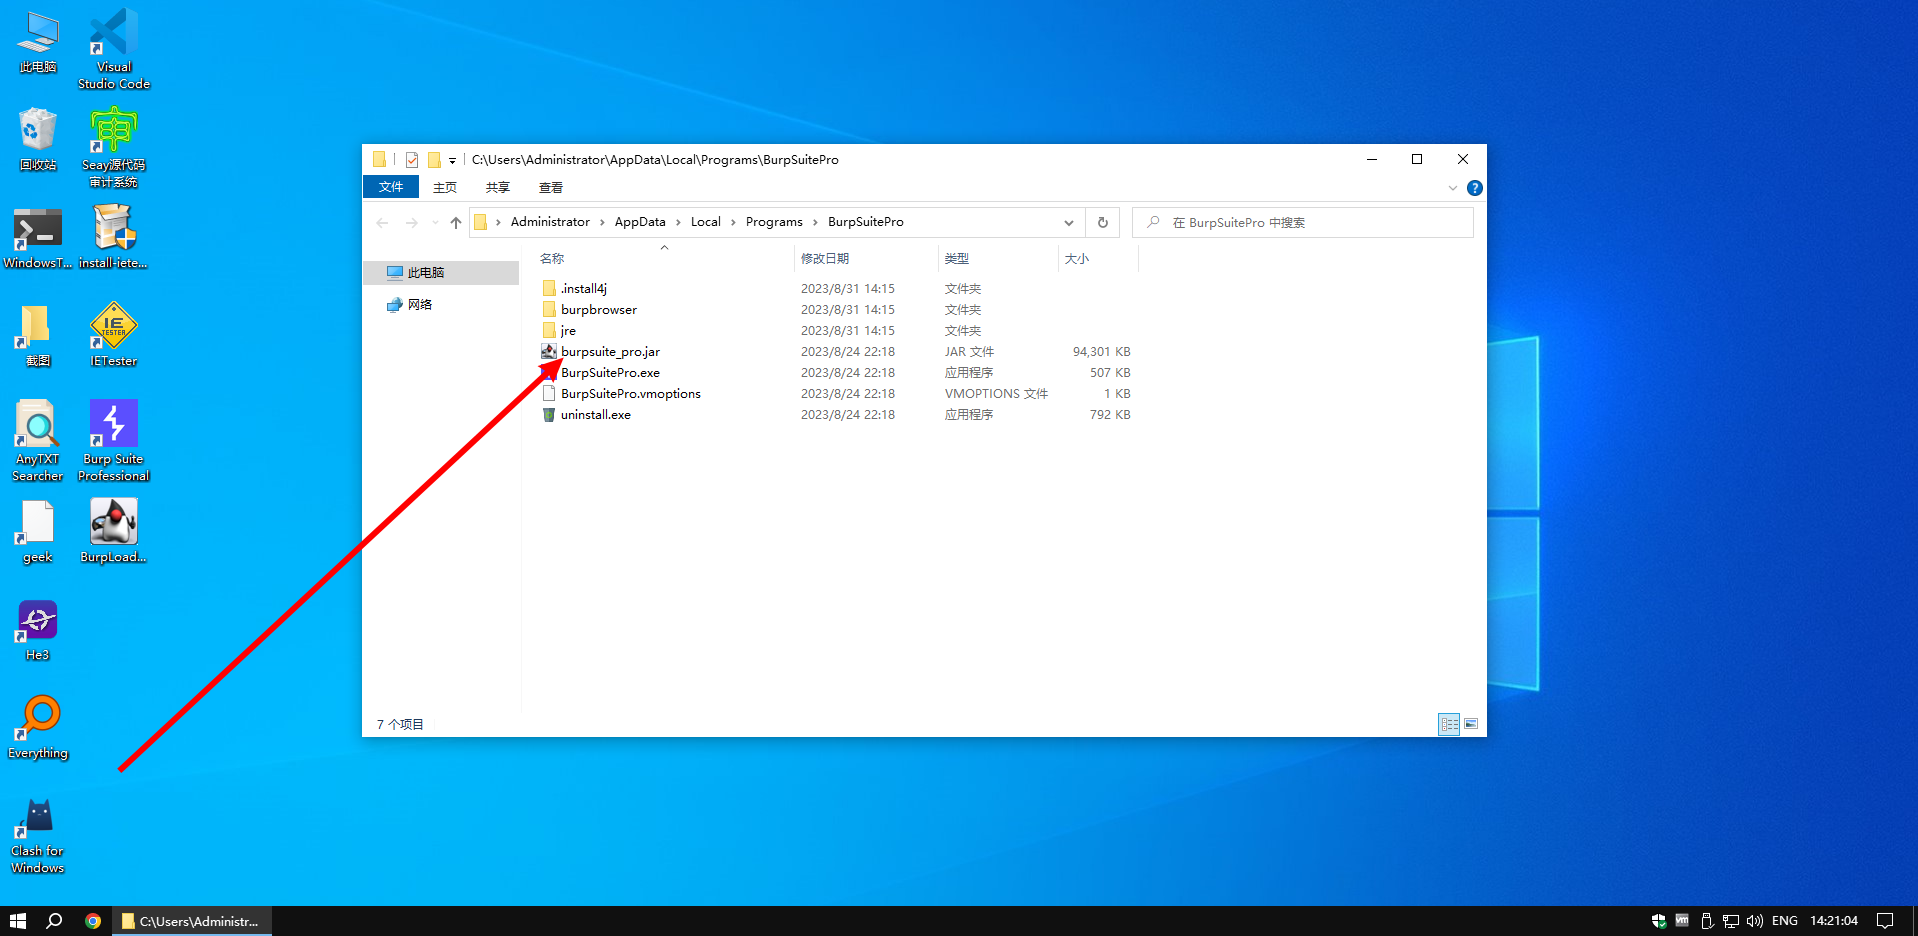 此电脑
Visual
Studio Code
回收站
Seay源代码
审计系统
审
WindowsT...
install-iete...
截图
IE
TESTER
IETester
AnyTXT
Searcher
Burp Suite
Professional
geek
BurpLoad...
He3
Everything
Clash for
Windows
C:\Users\Administrator\AppData\Local\Programs\BurpSuitePro
文件 主页 共享 查看
Administrator AppData Local Programs BurpSuitePro
在 BurpSuitePro 中搜索
此电脑
网络
名称 修改日期 类型 大小
.install4j 2023/8/31 14:15 文件夹
burpbrowser 2023/8/31 14:15 文件夹
jre 2023/8/31 14:15 文件夹
burpsuite_pro.jar 2023/8/24 22:18 JAR 文件 94,301 KB
BurpSuitePro.exe 2023/8/24 22:18 应用程序 507 KB
BurpSuitePro.vmoptions 2023/8/24 22:18 VMOPTIONS 文件 1 KB
uninstall.exe 2023/8/24 22:18 应用程序 792 KB
7 个项目
C:\Users\Administr...
vm
ENG
14:21:04